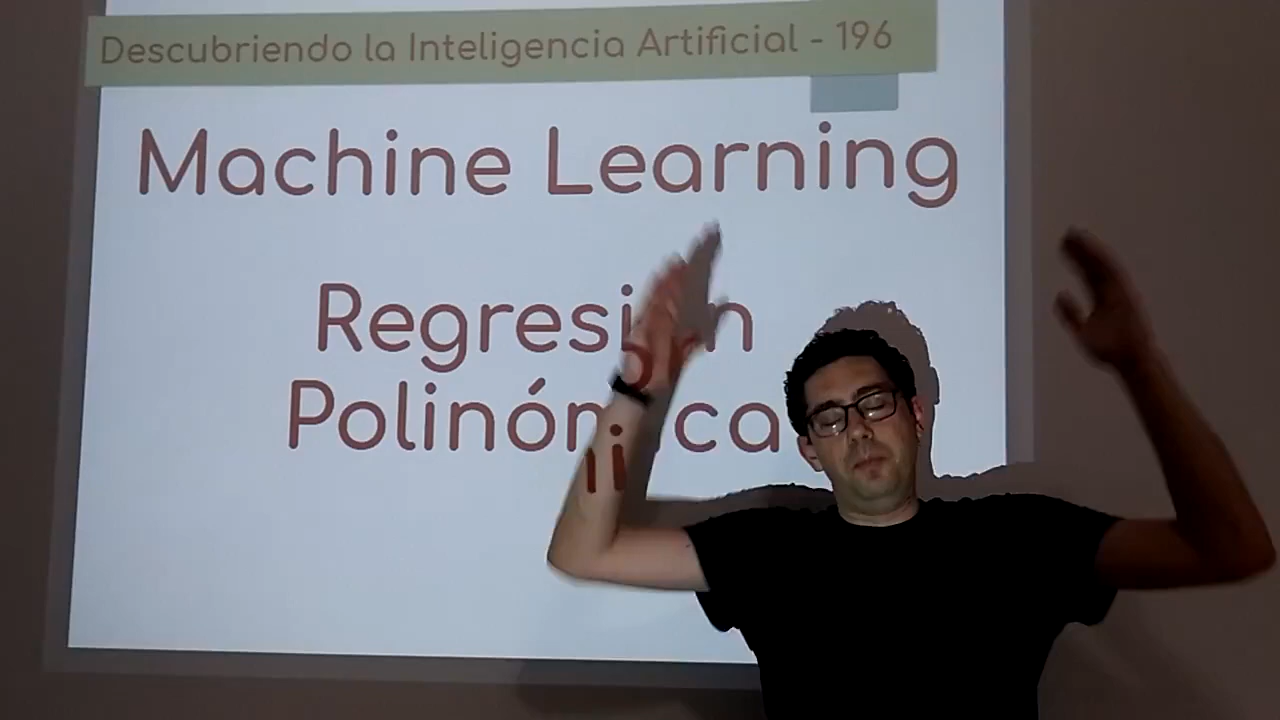 Descubriendo la Inteligencia Artificial - 196
Machine Learning
Regresión
Polinómica